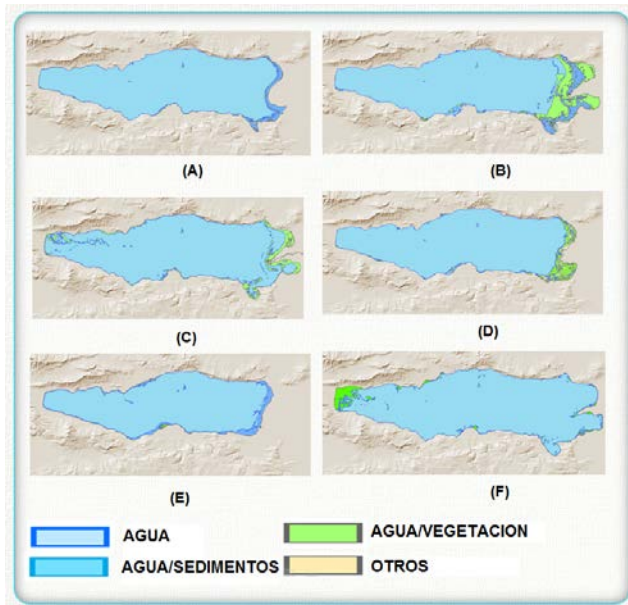 (A)
(B)
(C)
(D)
(E)
(F)
AGUA
AGUA/VEGETACION
AGUA/SEDIMENTOS
OTROS